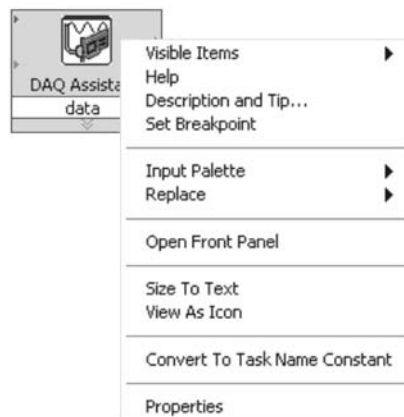 DAQ Assista
data
Visible Items
Help
Description and Tip...
Set Breakpoint
Input Palette
Replace
Open Front Panel
Size To Text
View As Icon
Convert To Task Name Constant
Properties